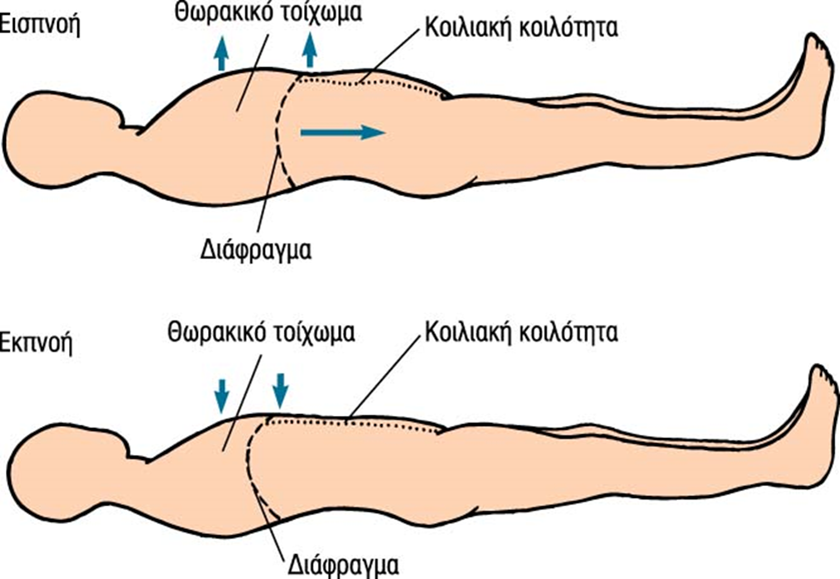 Εισπνοή
Θωρακικό τοίχωμα
Κοιλιακή κοιλότητα
Διάφραγμα
Εκπνοή
Θωρακικό τοίχωμα
Κοιλιακή κοιλότητα
Διάφραγμα